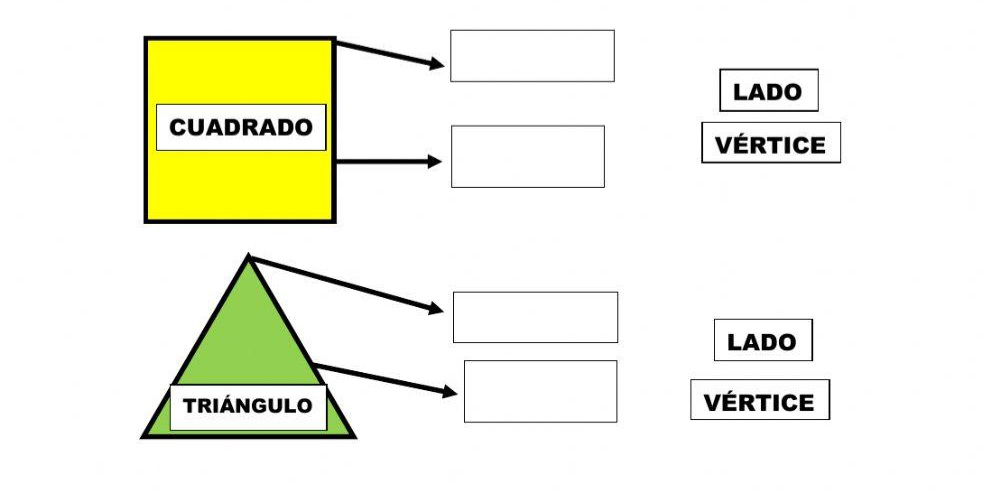 CUADRADO
LADO
VÉRTICE
TRIÁNGULO
LADO
VÉRTICE